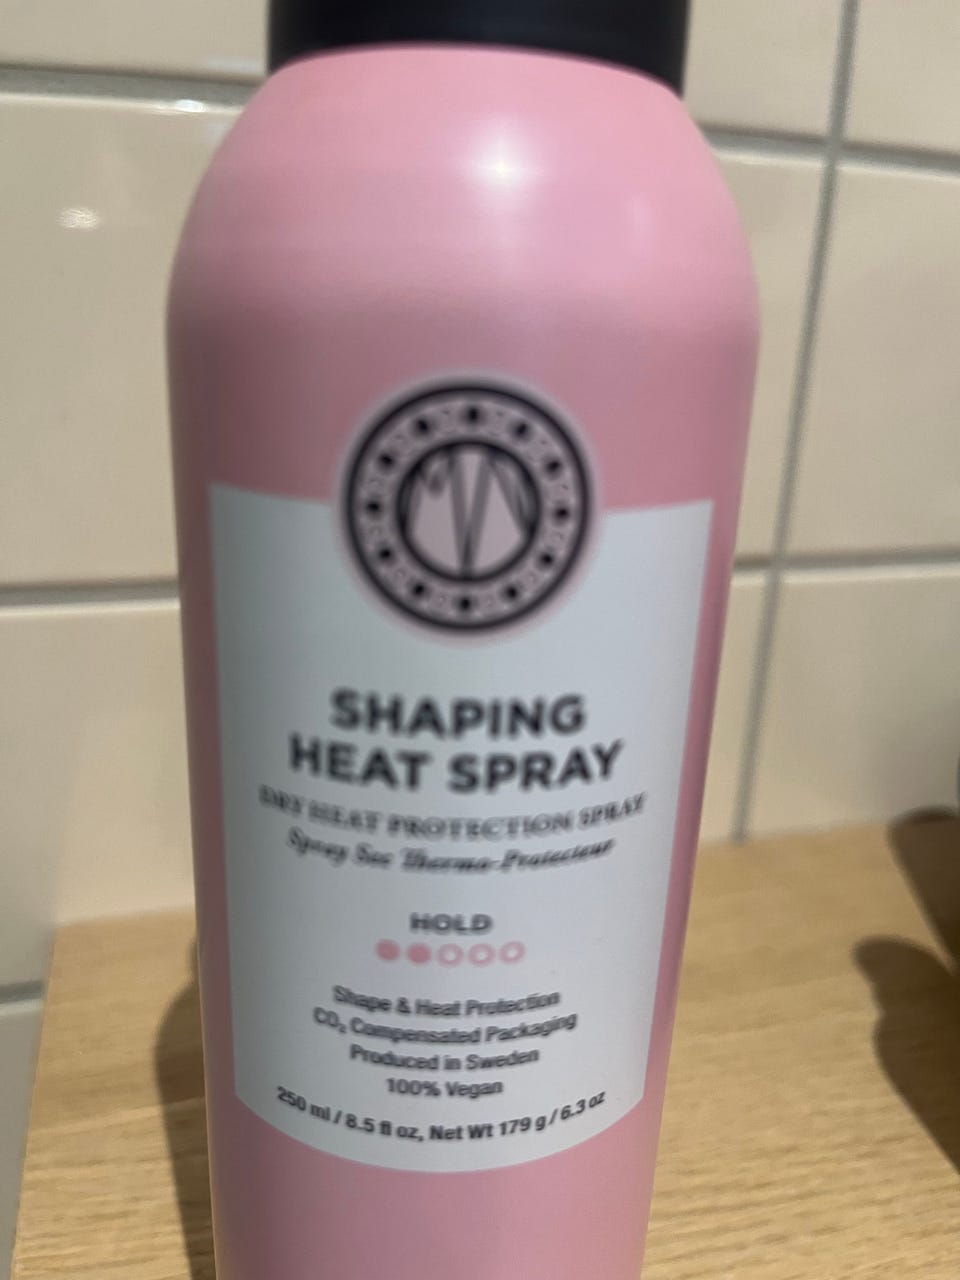 SHAPING
HEAT SPRAY
DRY HEAT PROTECTION SPRAY
Spray Sec Thermo-Protecteur
HOLD
Shape & Heat Protection
CO₂ Compensated Packaging
Produced in Sweden
100% Vegan
250 ml / 8.5 fl oz, Net Wt 179 g / 6.3 oz